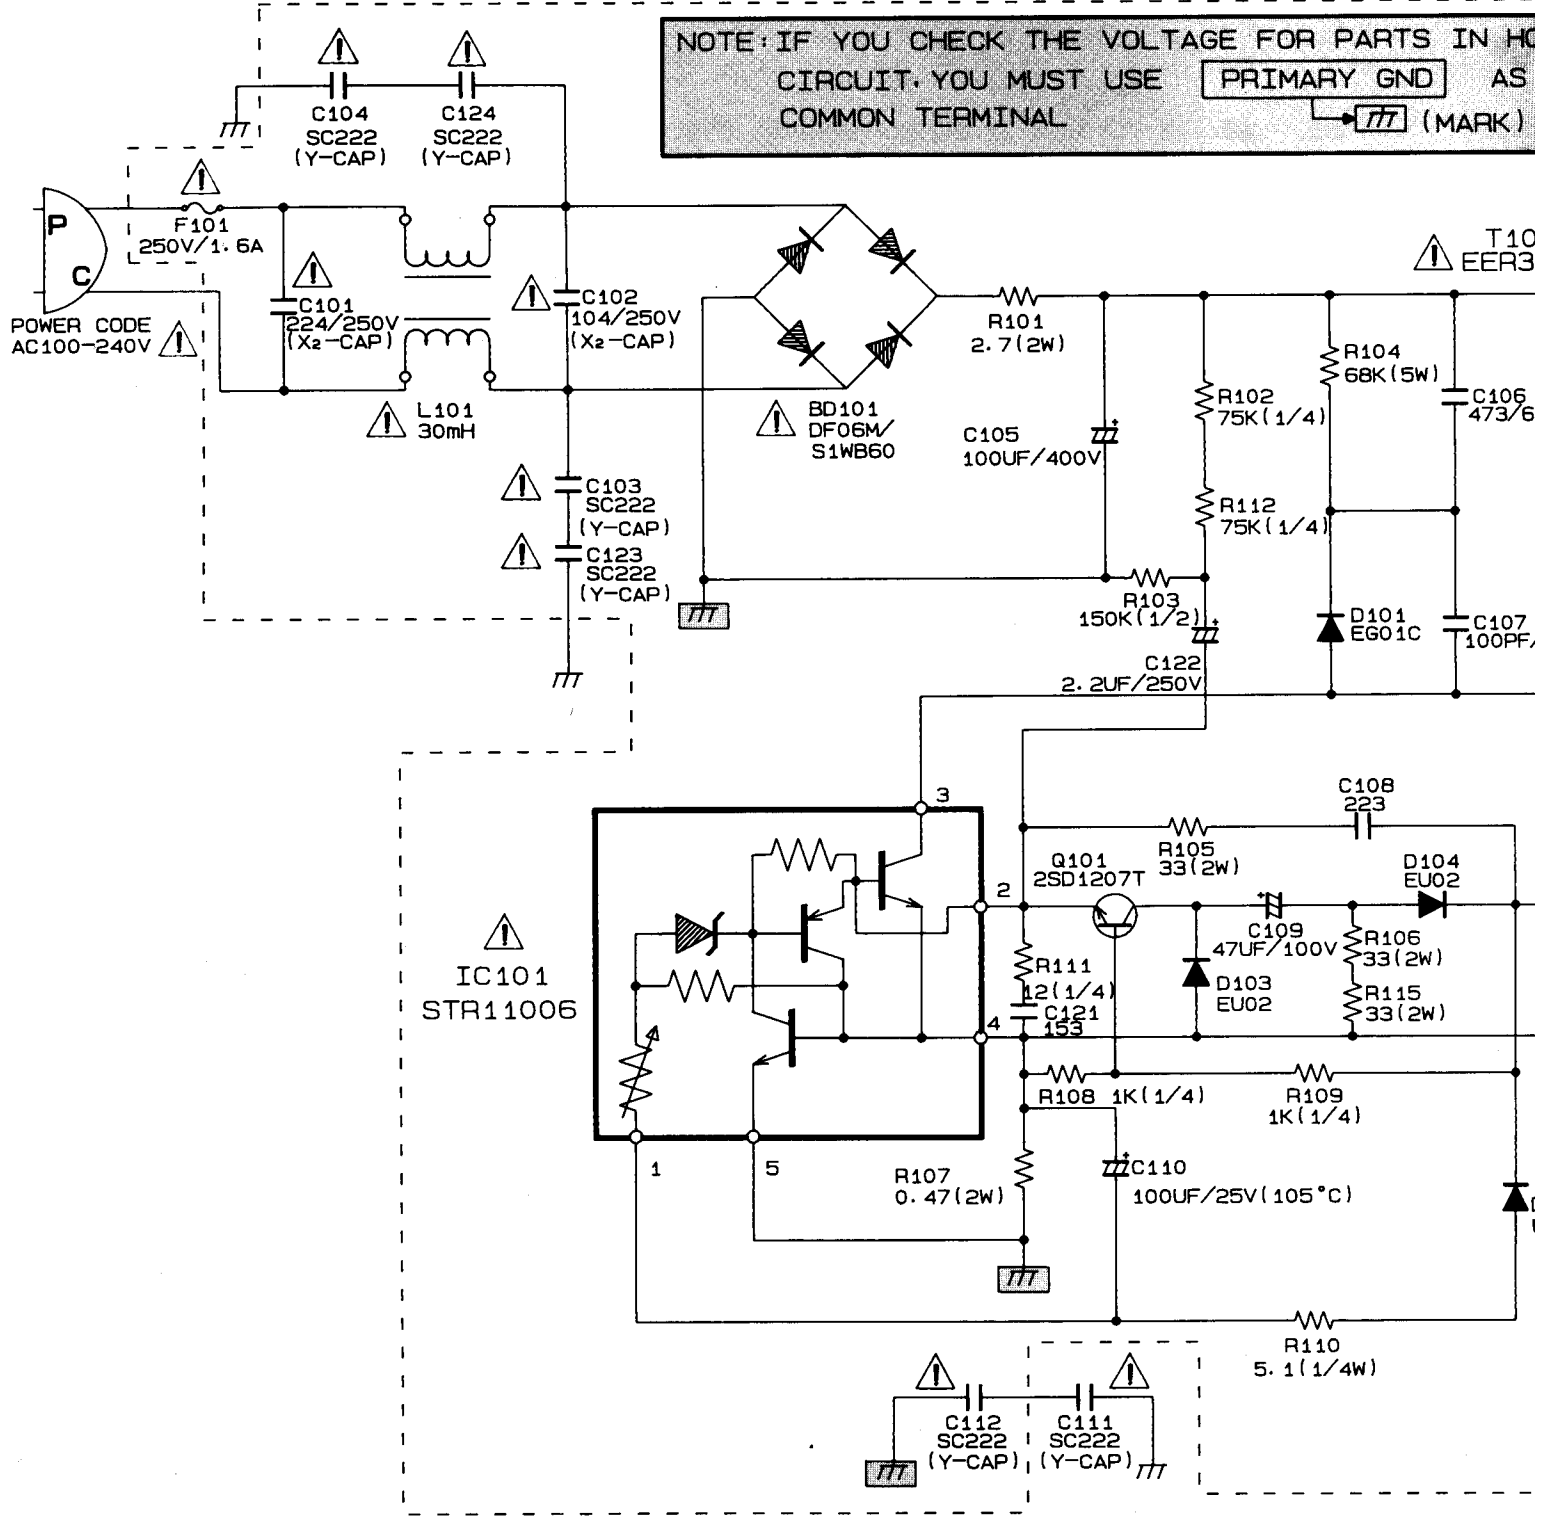 NOTE: IF YOU CHECK THE VOLTAGE FOR PARTS IN HO
CIRCUIT. YOU MUST USE PRIMARY GND AS
COMMON TERMINAL (MARK)
C104
SC222
(Y-CAP)
C124
SC222
(Y-CAP)
P
C
F101
250V/1.6A
POWER CODE
AC100-240V
C101
224/250V
(X2-CAP)
C102
104/250V
(X2-CAP)
L101
30mH
BD101
DF06M/
S1WB60
R101
2.7(2W)
T10
EER3
R104
68K(5W)
C106
473/6
R102
75K(1/4)
C105
100UF/400V
R112
75K(1/4)
C103
SC222
(Y-CAP)
C123
SC222
(Y-CAP)
R103
150K(1/2)
D101
EG01C
C107
100PF/
C122
2.2UF/250V
3
C108
223
R105
33(2W)
Q101
2SD1207T
D104
EU02
2
C109
47UF/100V
R106
33(2W)
R111
12(1/4)
D103
EU02
R115
33(2W)
C121
153
4
IC101
STR11006
R108 1K(1/4)
R109
1K(1/4)
1
5
R107
0.47(2W)
C110
100UF/25V(105°C)
R110
5.1(1/4W)
C112
SC222
(Y-CAP)
C111
SC222
(Y-CAP)